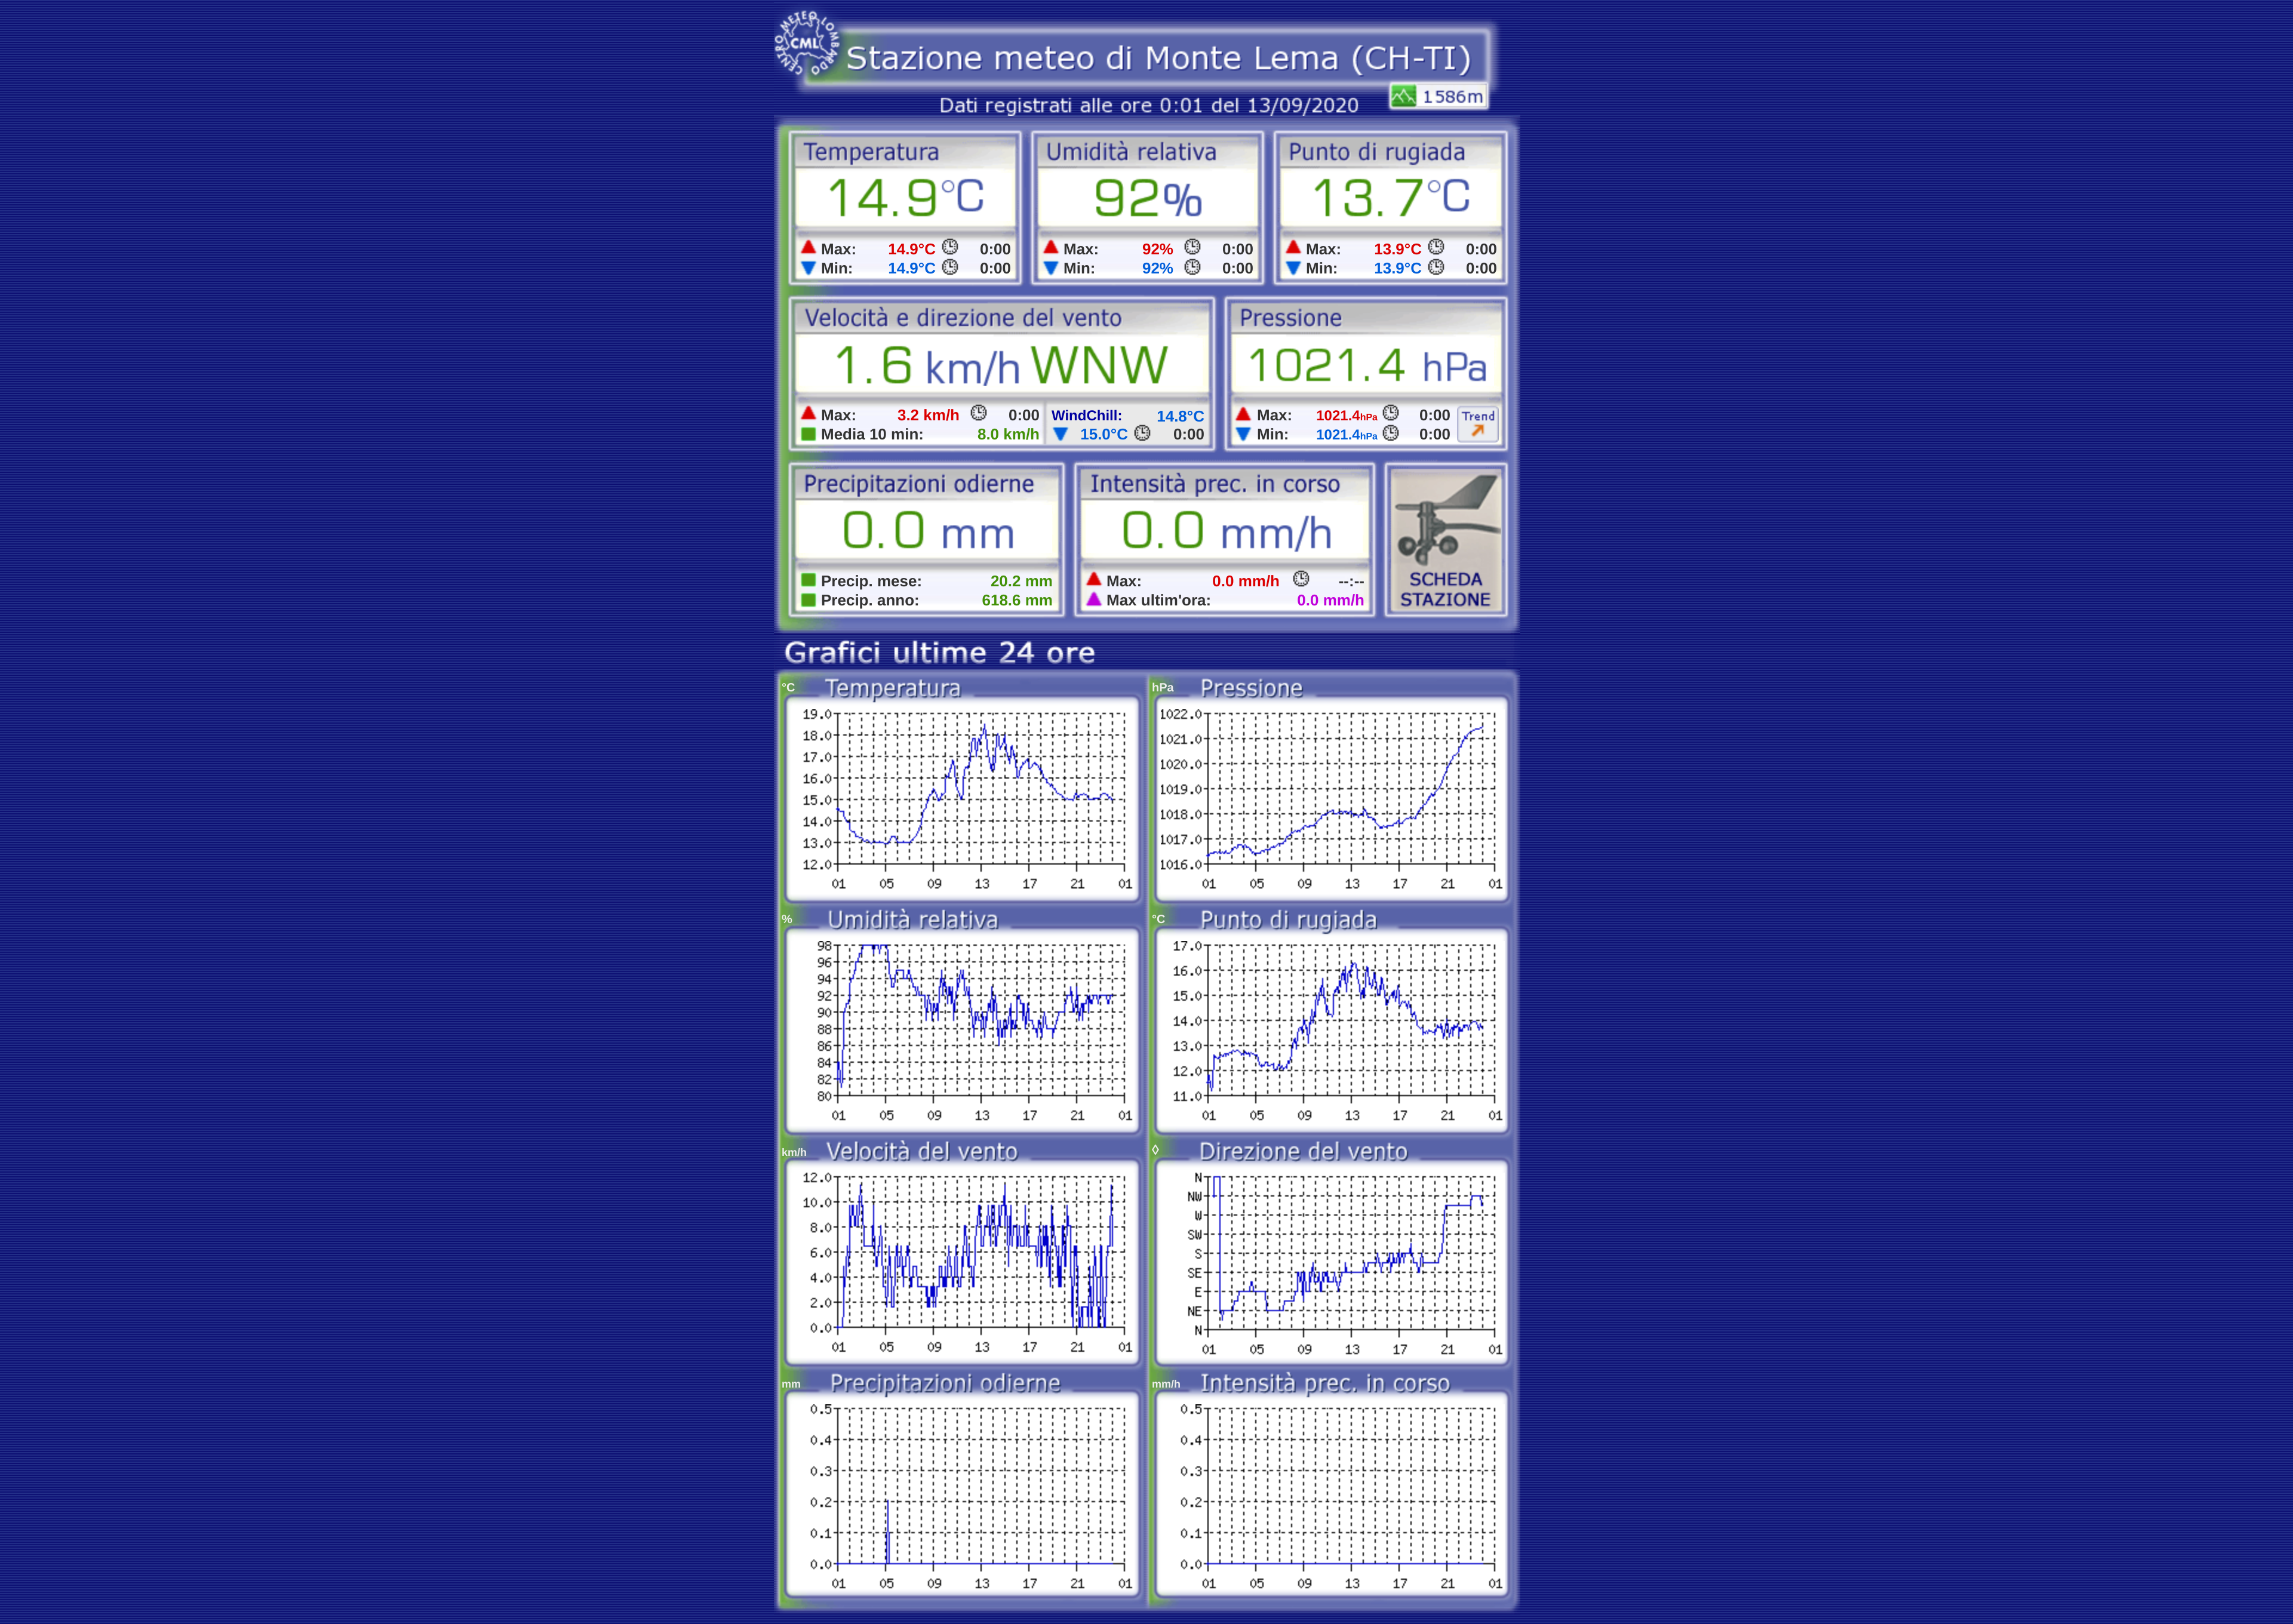 CENTRO METEO LOMBARDO
CML
Stazione meteo di Monte Lema (CH-TI)
1586m
Dati registrati alle ore 0:01 del 13/09/2020
Temperatura
14.9°C
Max: 14.9°C 0:00
Min: 14.9°C 0:00
Umidità relativa
92%
Max: 92% 0:00
Min: 92% 0:00
Punto di rugiada
13.7°C
Max: 13.9°C 0:00
Min: 13.9°C 0:00
Velocità e direzione del vento
1.6 km/h WNW
Max: 3.2 km/h 0:00
Media 10 min: 8.0 km/h
WindChill: 14.8°C
15.0°C 0:00
Pressione
1021.4 hPa
Max: 1021.4hPa 0:00
Min: 1021.4hPa 0:00
Trend
Precipitazioni odierne
0.0 mm
Precip. mese: 20.2 mm
Precip. anno: 618.6 mm
Intensità prec. in corso
0.0 mm/h
Max: 0.0 mm/h --:--
Max ultim'ora: 0.0 mm/h
SCHEDA
STAZIONE
Grafici ultime 24 ore
°C Temperatura
19.0
18.0
17.0
16.0
15.0
14.0
13.0
12.0
01 05 09 13 17 21 01
hPa Pressione
1022.0
1021.0
1020.0
1019.0
1018.0
1017.0
1016.0
01 05 09 13 17 21 01
% Umidità relativa
98
96
94
92
90
88
86
84
82
80
01 05 09 13 17 21 01
°C Punto di rugiada
17.0
16.0
15.0
14.0
13.0
12.0
11.0
01 05 09 13 17 21 01
km/h Velocità del vento
12.0
10.0
8.0
6.0
4.0
2.0
0.0
01 05 09 13 17 21 01
◊ Direzione del vento
N
NW
W
SW
S
SE
E
NE
N
01 05 09 13 17 21 01
mm Precipitazioni odierne
0.5
0.4
0.3
0.2
0.1
0.0
01 05 09 13 17 21 01
mm/h Intensità prec. in corso
0.5
0.4
0.3
0.2
0.1
0.0
01 05 09 13 17 21 01